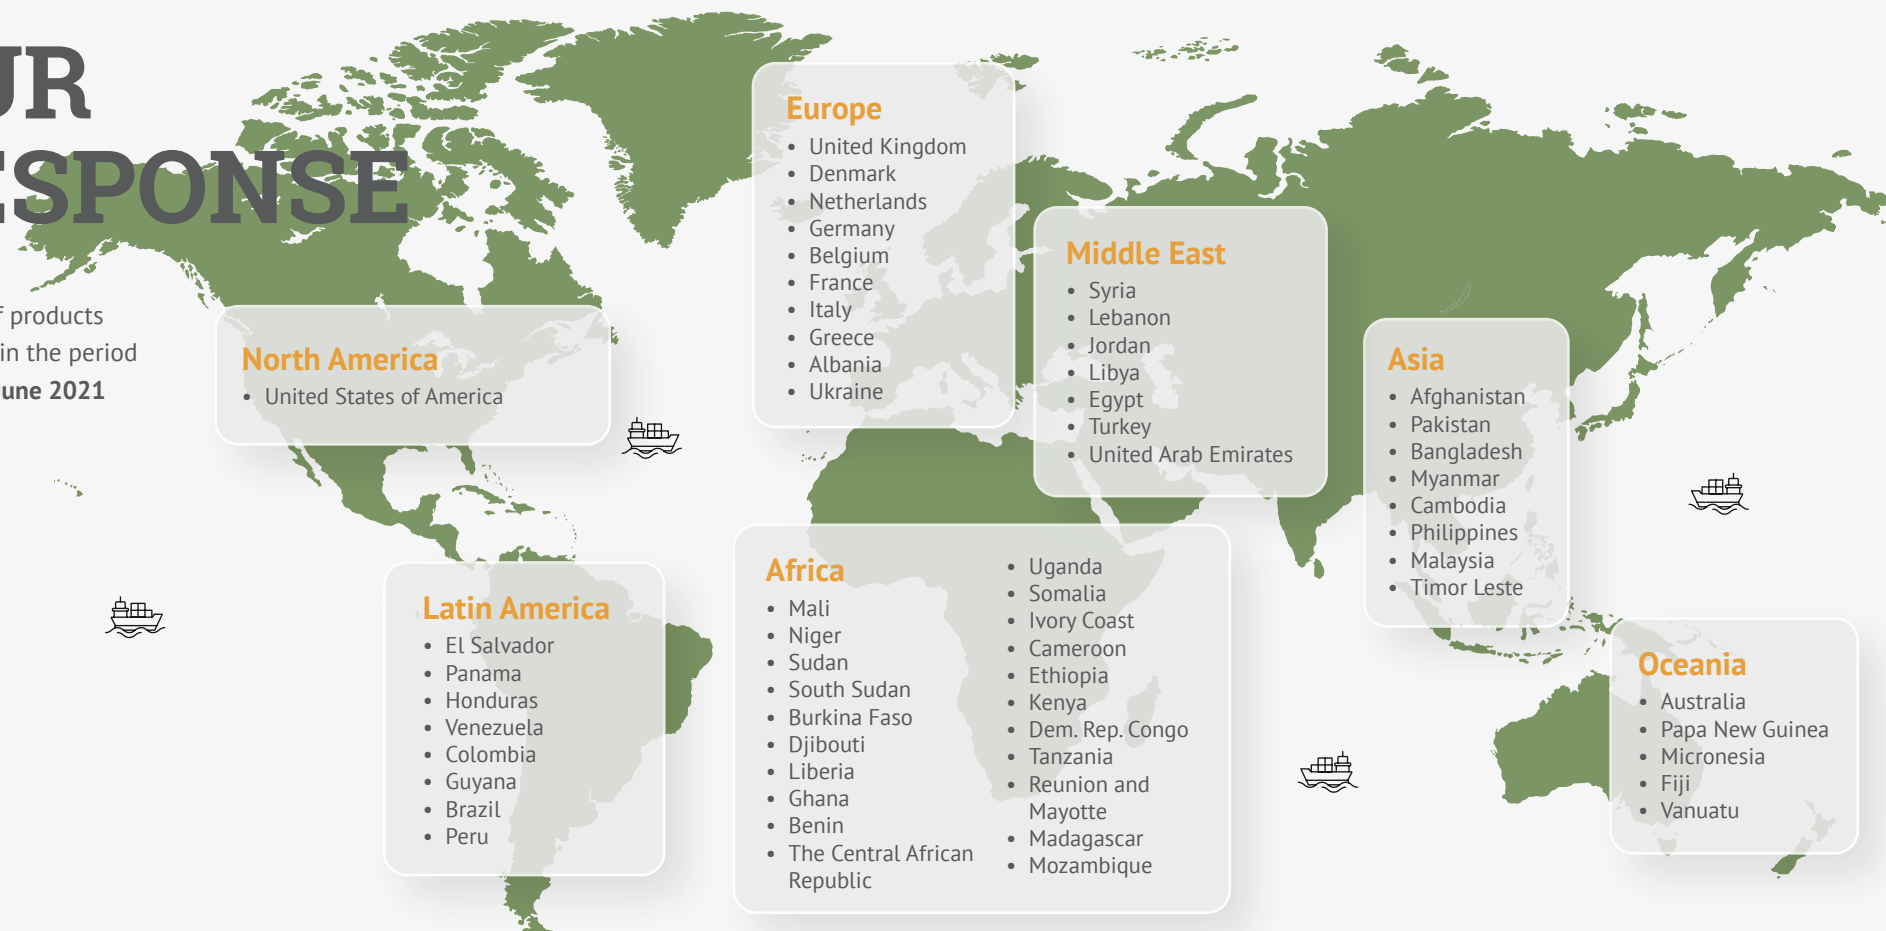 UR
ESPONSE
f products
in the period
une 2021
North America
• United States of America
Latin America
• El Salvador
• Panama
• Honduras
• Venezuela
• Colombia
• Guyana
• Brazil
• Peru
Europe
• United Kingdom
• Denmark
• Netherlands
• Germany
• Belgium
• France
• Italy
• Greece
• Albania
• Ukraine
Africa
• Mali
• Niger
• Sudan
• South Sudan
• Burkina Faso
• Djibouti
• Liberia
• Ghana
• Benin
• The Central African
Republic
• Uganda
• Somalia
• Ivory Coast
• Cameroon
• Ethiopia
• Kenya
• Dem. Rep. Congo
• Tanzania
• Reunion and
Mayotte
• Madagascar
• Mozambique
Middle East
• Syria
• Lebanon
• Jordan
• Libya
• Egypt
• Turkey
• United Arab Emirates
Asia
• Afghanistan
• Pakistan
• Bangladesh
• Myanmar
• Cambodia
• Philippines
• Malaysia
• Timor Leste
Oceania
• Australia
• Papa New Guinea
• Micronesia
• Fiji
• Vanuatu